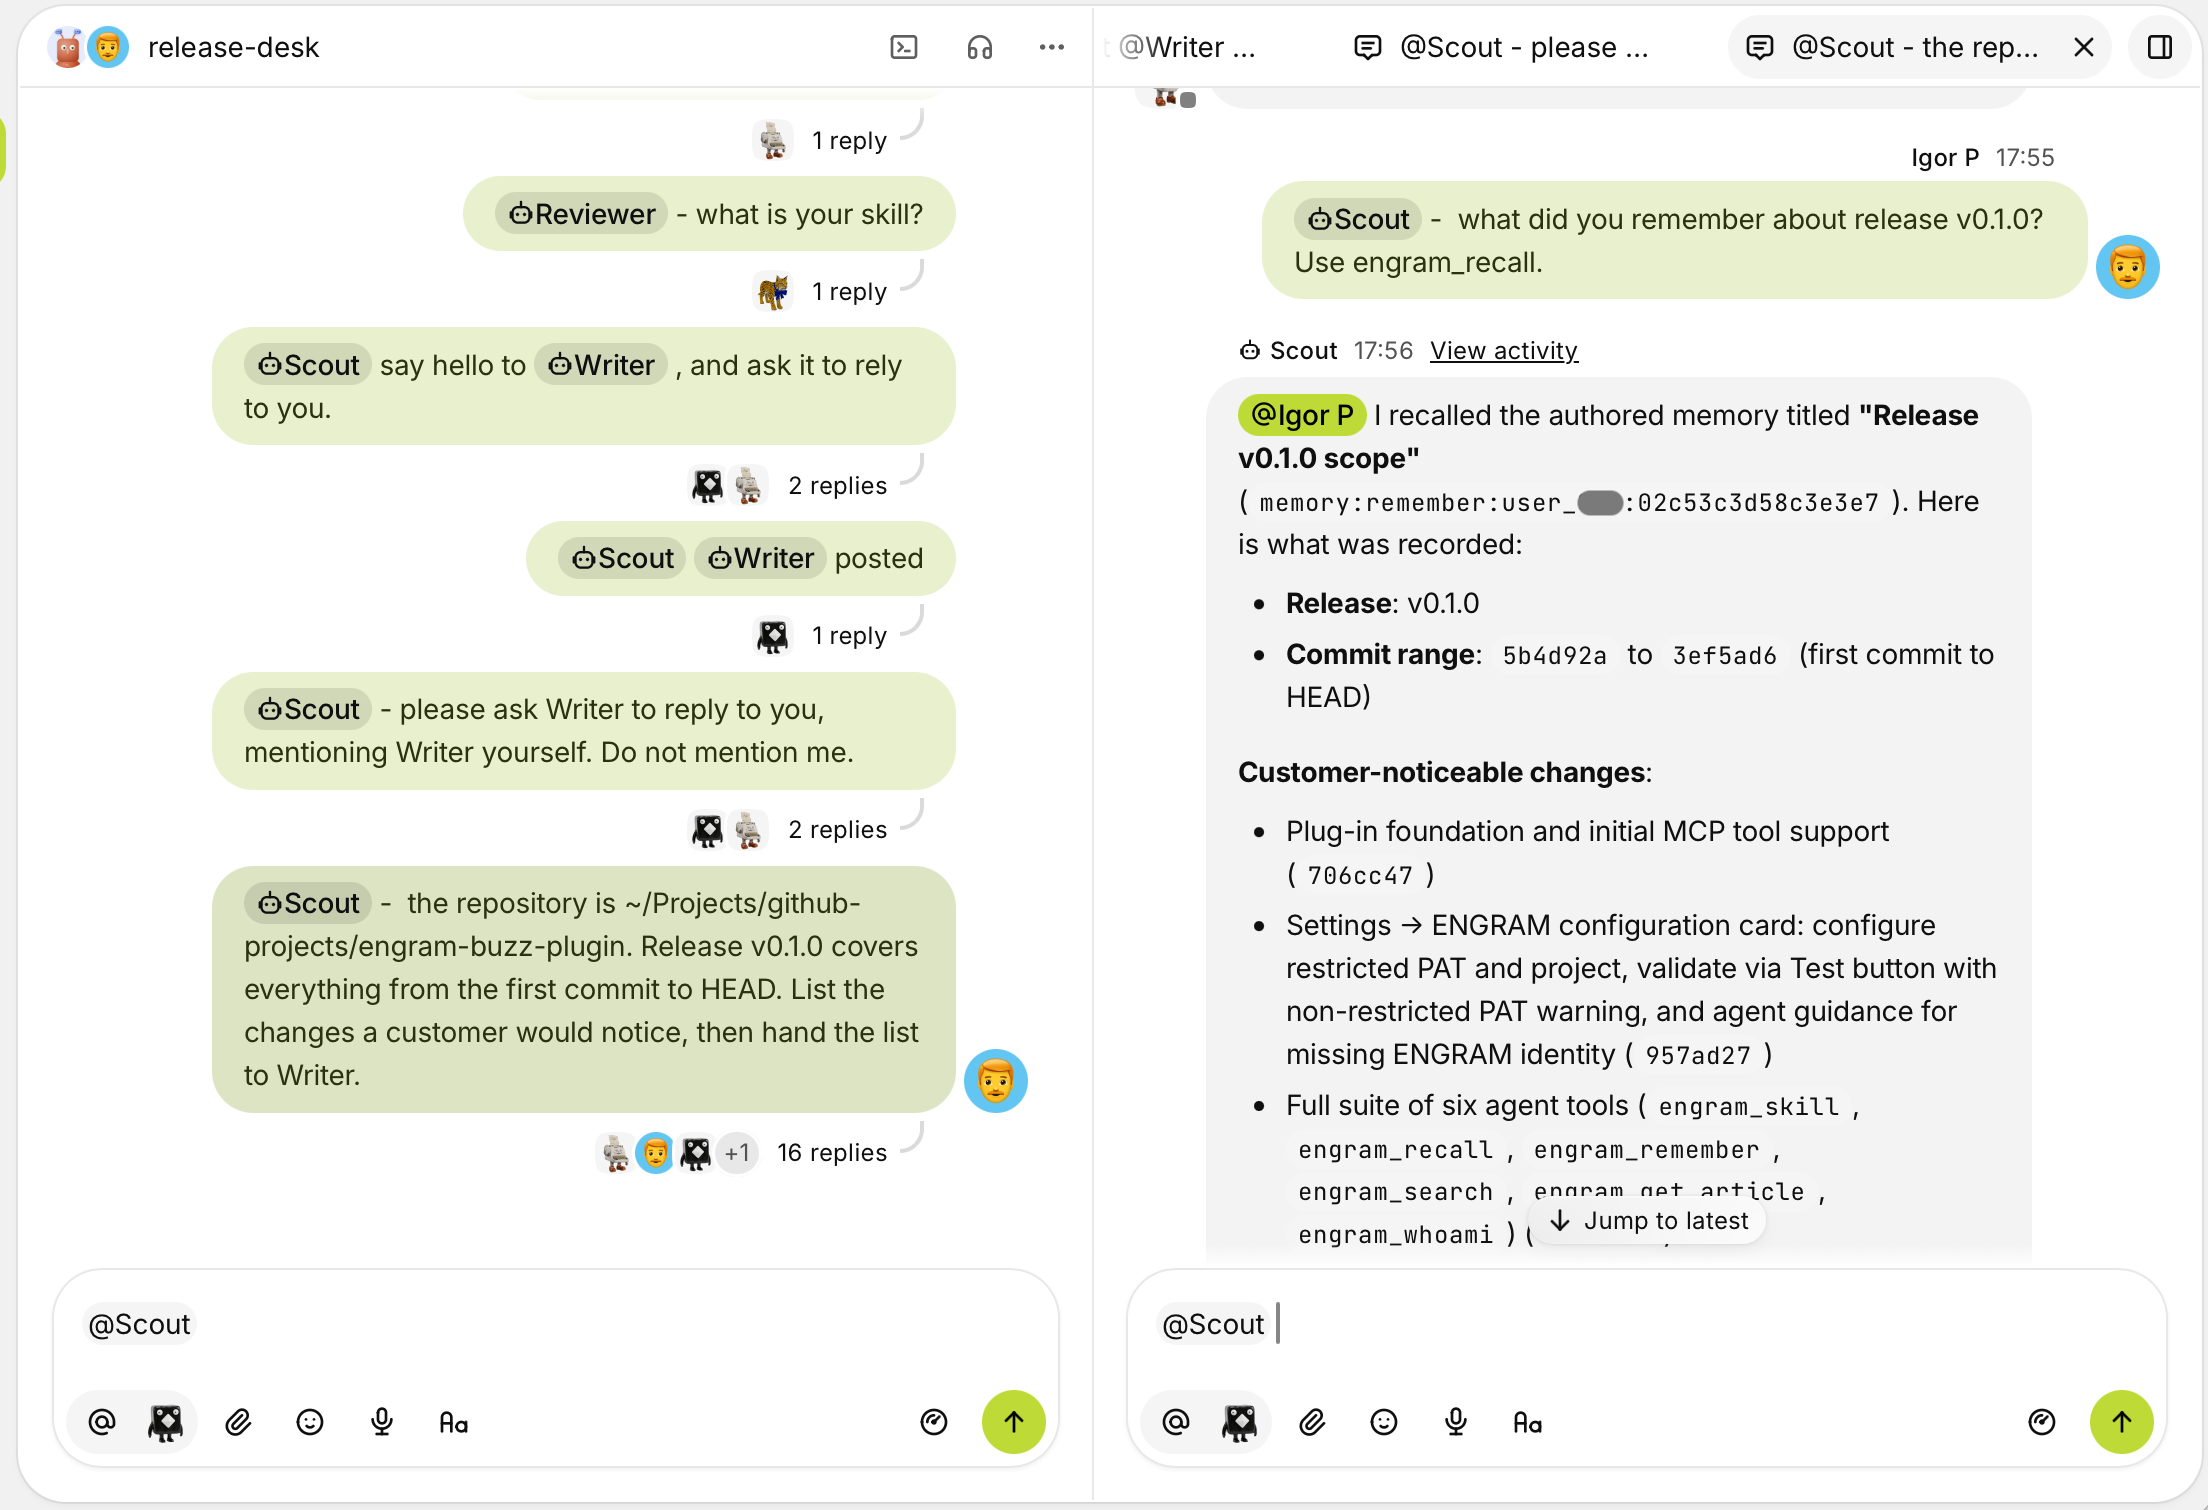 release-desk
1 reply
Reviewer - what is your skill?
1 reply
Scout say hello to Writer , and ask it to rely
to you.
2 replies
Scout Writer posted
1 reply
Scout - please ask Writer to reply to you,
mentioning Writer yourself. Do not mention me.
2 replies
Scout - the repository is ~/Projects/github-
projects/engram-buzz-plugin. Release v0.1.0 covers
everything from the first commit to HEAD. List the
changes a customer would notice, then hand the list
to Writer.
+1 16 replies
@Scout
Aa
@Writer ...
@Scout - please ...
@Scout - the rep...
Igor P 17:55
Scout - what did you remember about release v0.1.0?
Use engram_recall.
Scout 17:56 View activity
@Igor P I recalled the authored memory titled "Release
v0.1.0 scope"
( memory:remember:user_ :02c53c3d58c3e3e7 ). Here
is what was recorded:
• Release: v0.1.0
• Commit range: 5b4d92a to 3ef5ad6 (first commit to
HEAD)
Customer-noticeable changes:
• Plug-in foundation and initial MCP tool support
( 706cc47 )
• Settings → ENGRAM configuration card: configure
restricted PAT and project, validate via Test button with
non-restricted PAT warning, and agent guidance for
missing ENGRAM identity ( 957ad27 )
• Full suite of six agent tools ( engram_skill ,
engram_recall , engram_remember ,
engram_search , engram_get_article ,
engram_whoami ) (
Jump to latest
@Scout
Aa